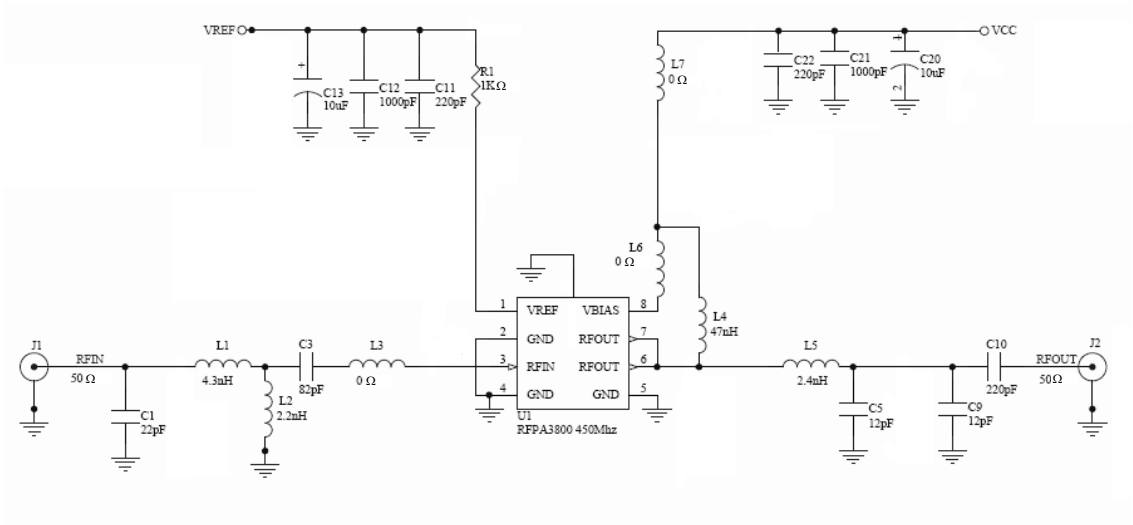 VREF
VCC
+
C13
10uF
C12
1000pF
C11
220pF
R1
1KΩ
L7
0 Ω
C22
220pF
C21
1000pF
+
C20
10uF
2
L6
0 Ω
L4
47nH
1
VREF
VBIAS
8
2
GND
RFOUT
7
3
RFIN
RFOUT
6
4
GND
GND
5
U1
RFPA3800 450Mhz
J1
RFIN
50 Ω
C1
22pF
L1
4.3nH
L2
2.2nH
C3
82pF
L3
0 Ω
L5
2.4nH
C5
12pF
C9
12pF
C10
220pF
RFOUT
50Ω
J2